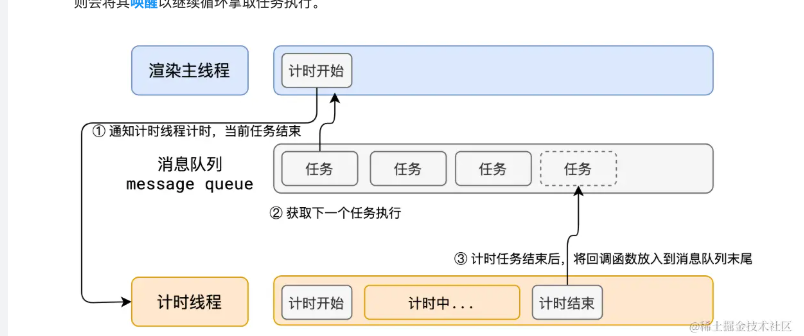 则会将其唤醒以继续循环拿取任务执行。
渲染主线程
计时开始
① 通知计时线程计时，当前任务结束
消息队列
message queue
任务
任务
任务
任务
② 获取下一个任务执行
③ 计时任务结束后，将回调函数放入到消息队列末尾
计时线程
计时开始
计时中...
计时结束
@稀土掘金技术社区